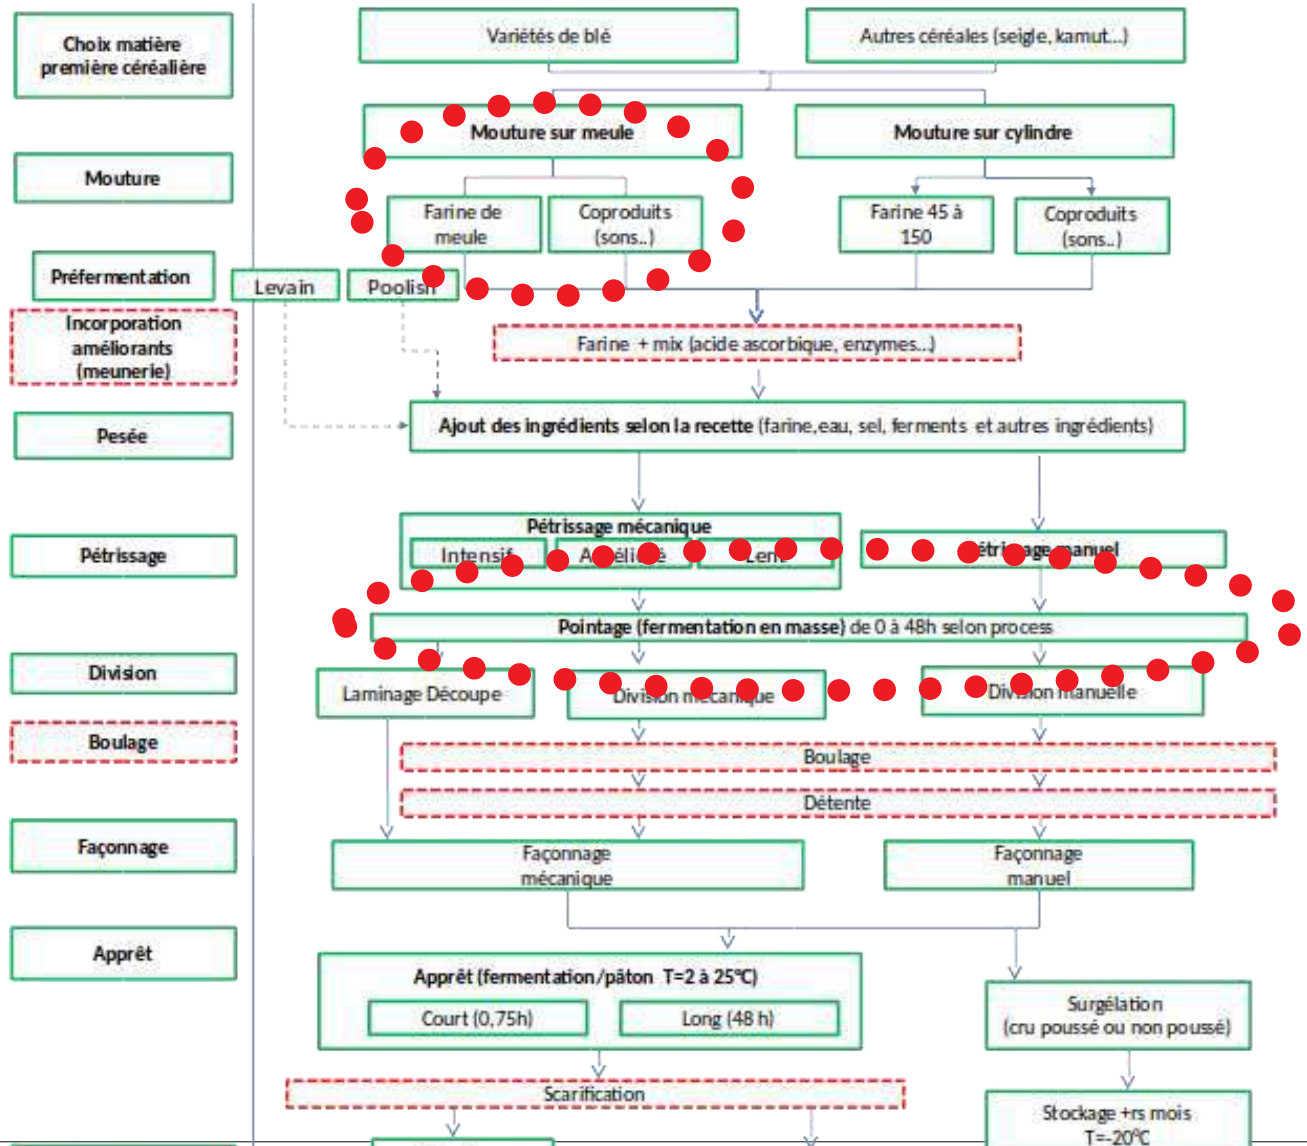 Choix matière
première céréalière
Variétés de blé
Autres céréales (seigle, kamut...)
Mouture
Mouture sur meule
Mouture sur cylindre
Farine de
meule
Coproduits
(sons..)
Farine 45 à
150
Coproduits
(sons..)
Préfermentation
Levain
Poolish
Incorporation
améliorants
(meunerie)
Farine + mix (acide ascorbique, enzymes...)
Pesée
Ajout des ingrédients selon la recette (farine,eau, sel, ferments et autres ingrédients)
Pétrissage
Pétrissage mécanique
Intensif
Lent
manuel
Pointage (fermentation en masse) de 0 à 48h selon process
Division
Laminage Découpe
Division mécanique
Division manuelle
Boulage
Boulage
Détente
Façonnage
Façonnage
mécanique
Façonnage
manuel
Apprêt
Apprêt (fermentation/pâton T=2 à 25°C)
Court (0,75h)
Long (48 h)
Surgélation
(cru poussé ou non poussé)
Scarification
Stockage +rs mois
T=-20°C